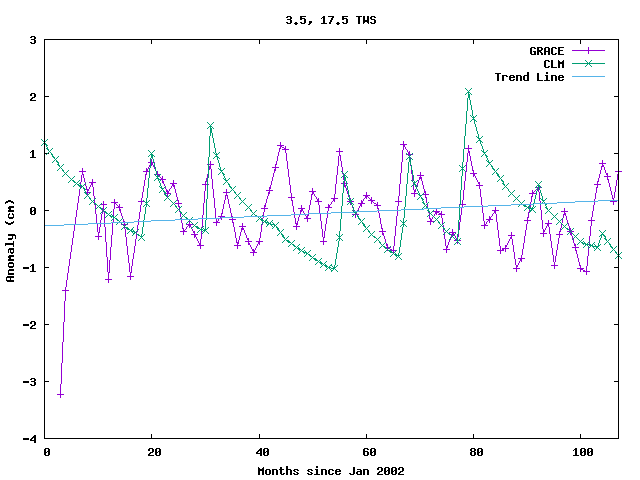 3.5, 17.5 TWS
GRACE
CLM
Trend Line
3
2
1
0
-1
-2
-3
-4
Anomaly (cm)
0 20 40 60 80 100
Months since Jan 2002